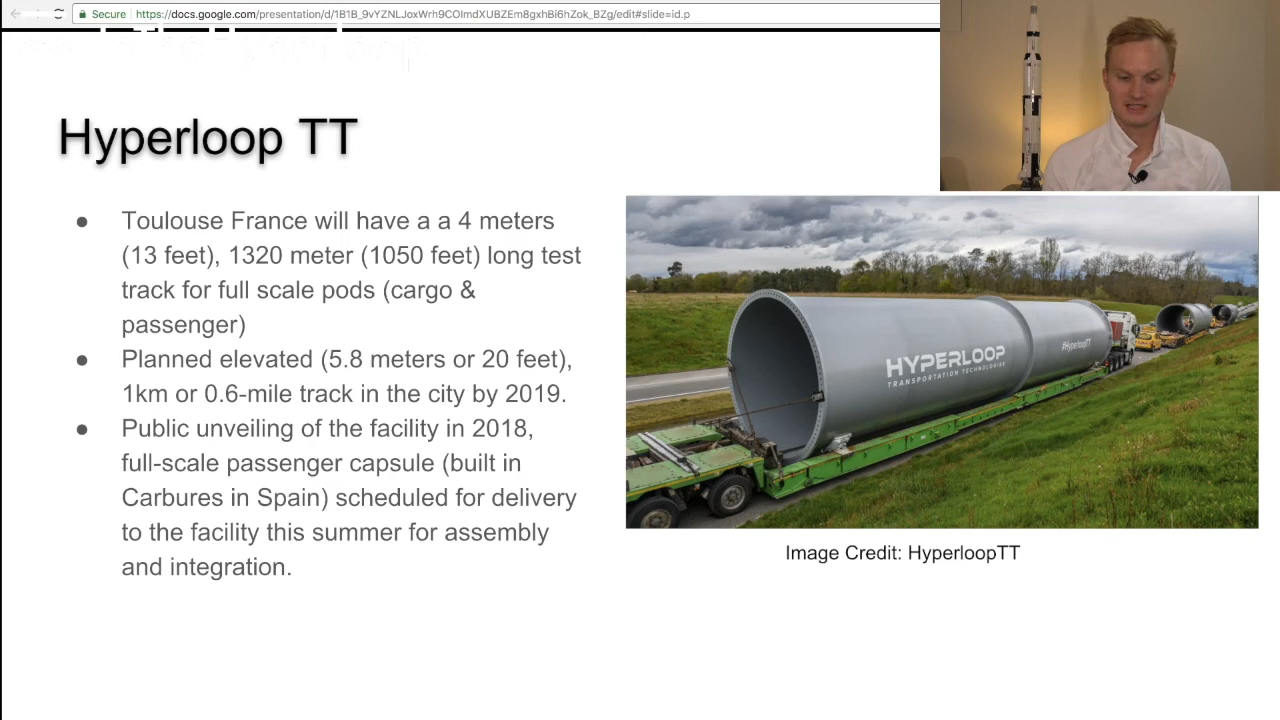 Secure https://docs.google.com/presentation/d/1B1B_9vYZNLJoxWrh9COImdXUBZEm8gxhBi6hZok_BZg/edit#slide=id.p
Hyperloop TT
● Toulouse France will have a a 4 meters
(13 feet), 1320 meter (1050 feet) long test
track for full scale pods (cargo &
passenger)
● Planned elevated (5.8 meters or 20 feet),
1km or 0.6-mile track in the city by 2019.
● Public unveiling of the facility in 2018,
full-scale passenger capsule (built in
Carbures in Spain) scheduled for delivery
to the facility this summer for assembly
and integration.
HYPERLOOP
TRANSPORTATION TECHNOLOGIES
#HyperloopTT
Image Credit: HyperloopTT